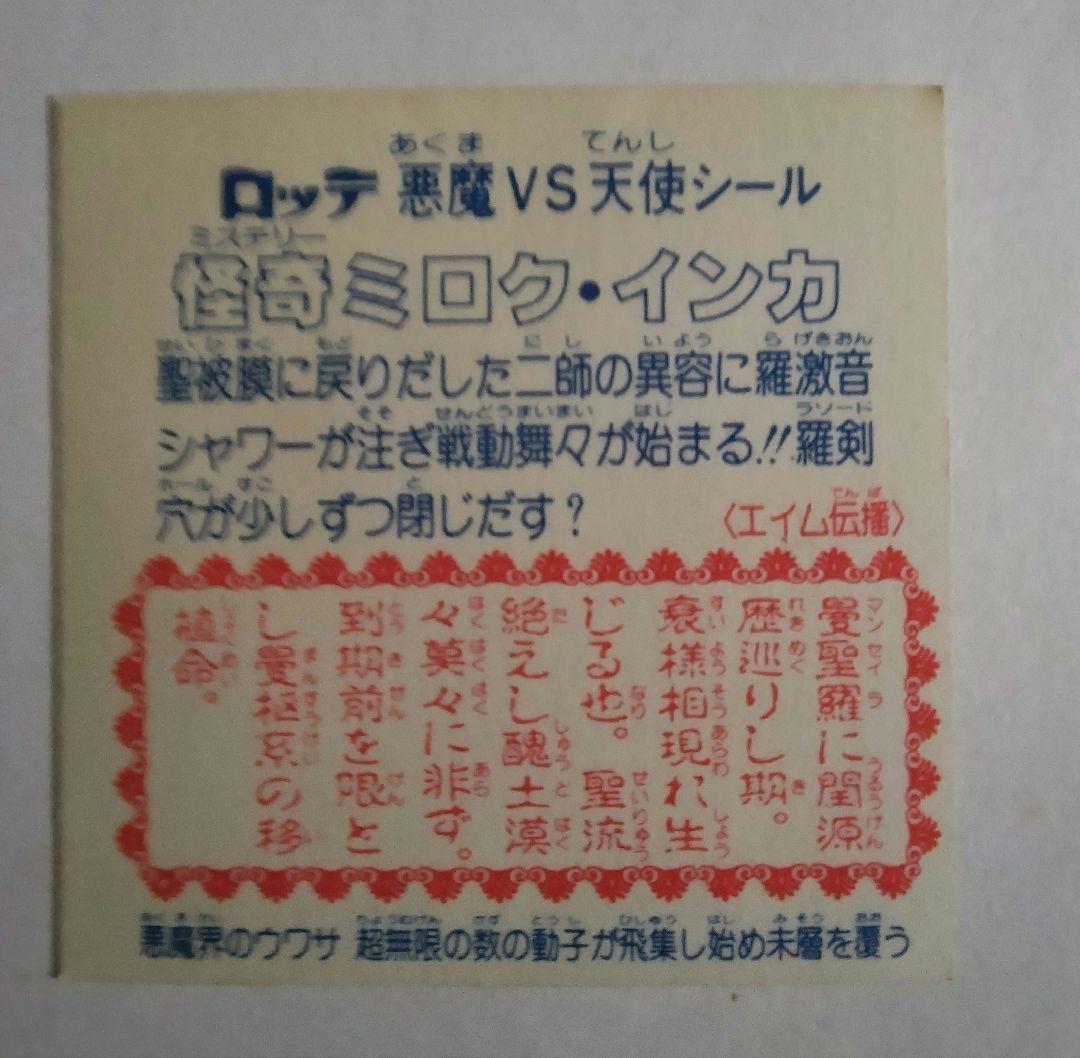 ロッテ 悪魔VS天使シール
怪奇ミロク・インカ
聖被膜に戻りだした二師の異容に羅激音
シャワーが注ぎ戦動舞々が始まる!!羅剣
穴が少しずつ閉じだす?
〈エイム伝播〉
曼聖羅に閏源
歴巡りし期。
衰様相現れ生
じる也。 聖流
絶えし醜土漠
々菓々に非ず。
到期前を限と
し曼枢系の移
植命。
悪魔界のウワサ 超無限の数の動子が飛集し始め未層を覆う